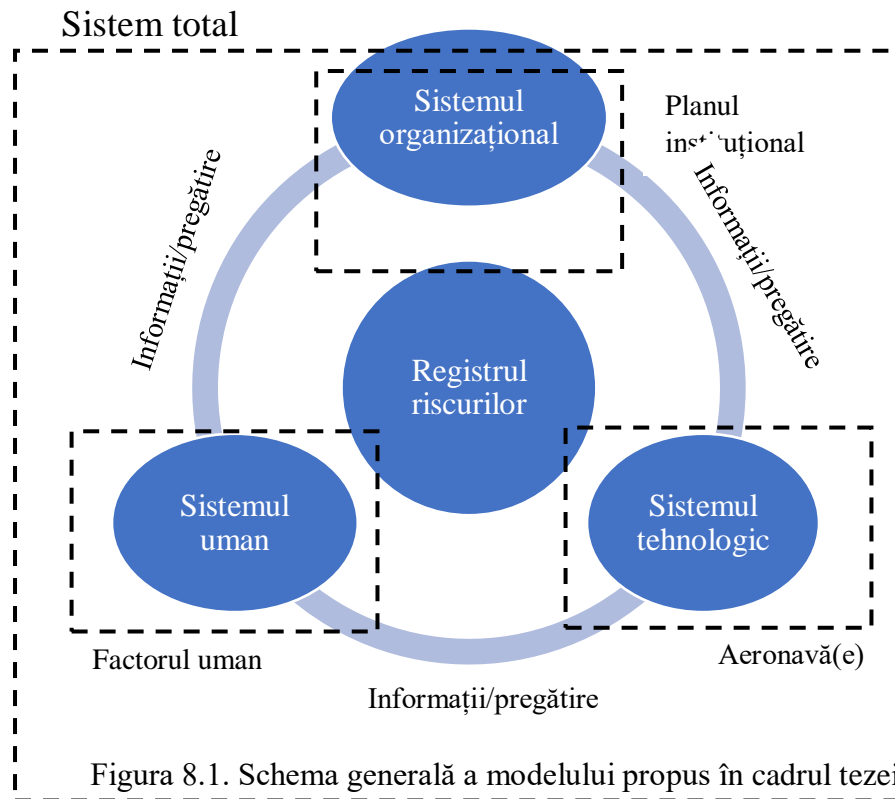 Sistem total
Sistemul
organizațional
Planul
instituțional
Informații/pregătire
Informații/pregătire
Registrul
riscurilor
Sistemul
uman
Sistemul
tehnologic
Factorul uman
Aeronavă(e)
Informații/pregătire
Figura 8.1. Schema generală a modelului propus în cadrul tezei